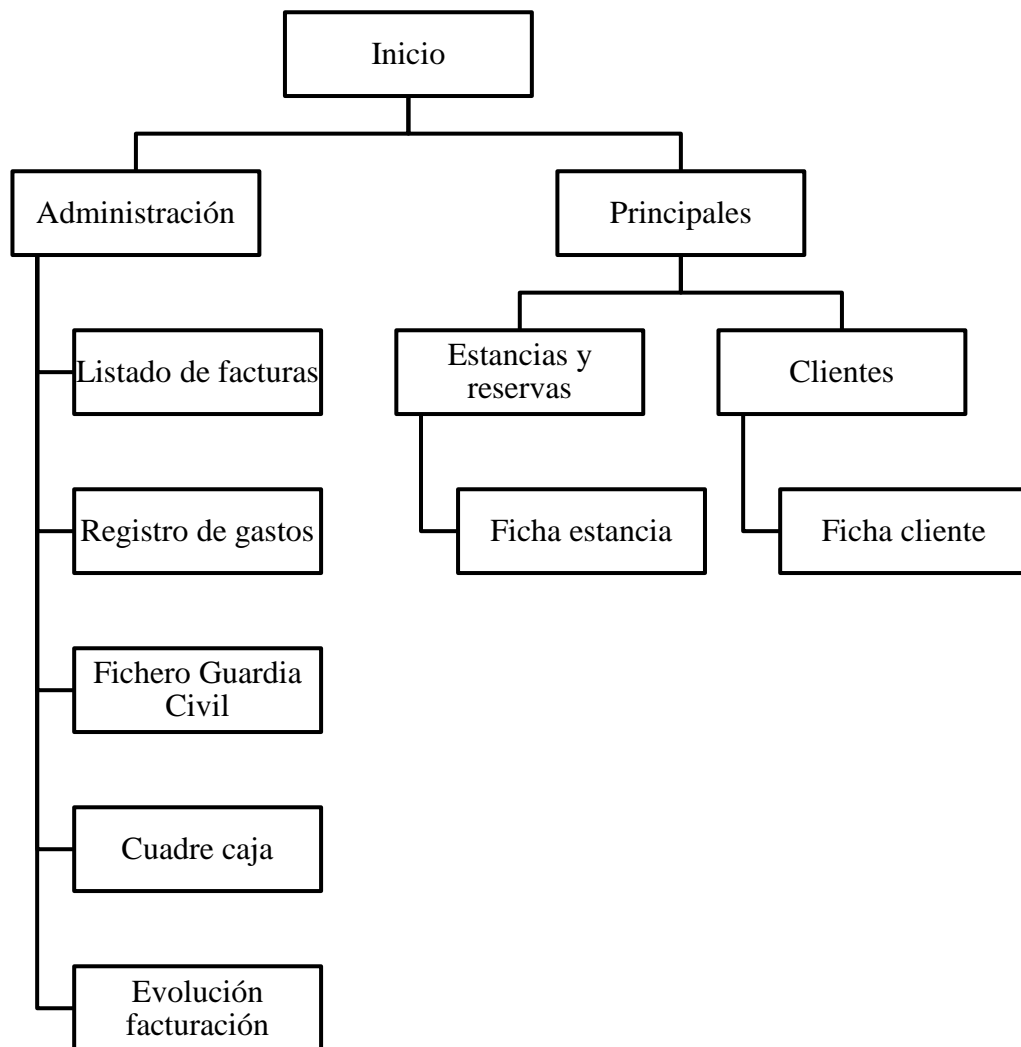 Inicio
Administración
Principales
Listado de facturas
Estancias y
reservas
Clientes
Registro de gastos
Ficha estancia
Ficha cliente
Fichero Guardia
Civil
Cuadre caja
Evolución
facturación